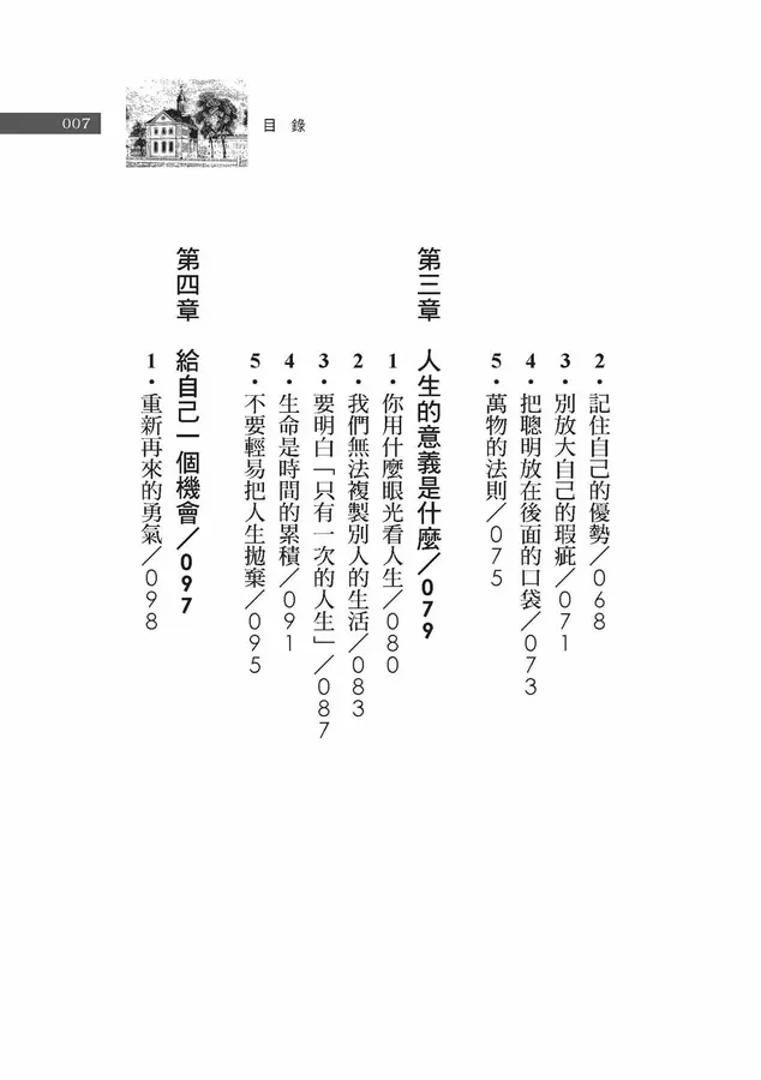 007
目 錄
2・記住自己的優勢／068
3・別放大自己的瑕疵／071
4・把聰明放在後面的口袋／073
5・萬物的法則／075
第三章 人生的意義是什麼／079
1・你用什麼眼光看人生／080
2・我們無法複製別人的生活／083
3・要明白「只有一次的人生」／087
4・生命是時間的累積／091
5・不要輕易把人生拋棄／095
第四章 給自己一個機會／097
1・重新再來的勇氣／098